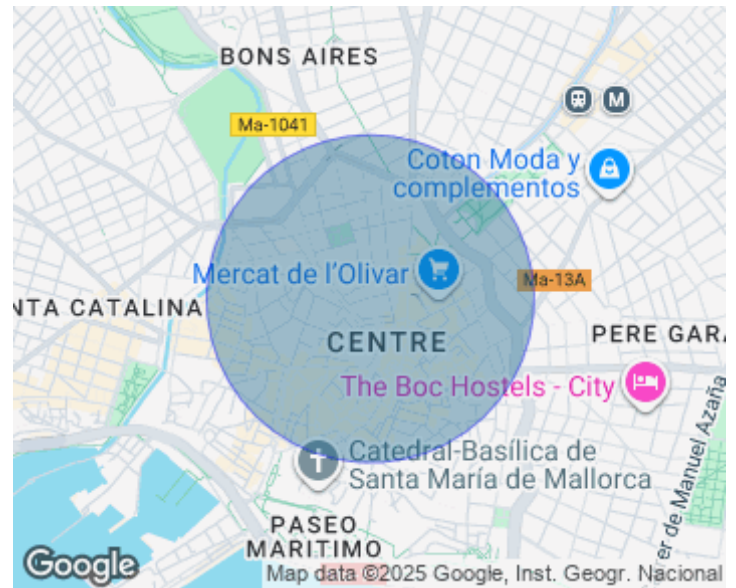 BONS AIRES
Ma-1041
M
Coton Moda y
complementos
Mercat de l'Olivar
Ma-13A
NTA CATALINA
CENTRE
PERE GAR
The Boc Hostels - City
Catedral-Basílica de
Santa María de Mallorca
er de Manuel Azaña
PASEO
MARITIMO
Google
Map data ©2025 Google, Inst. Geogr. Nacional